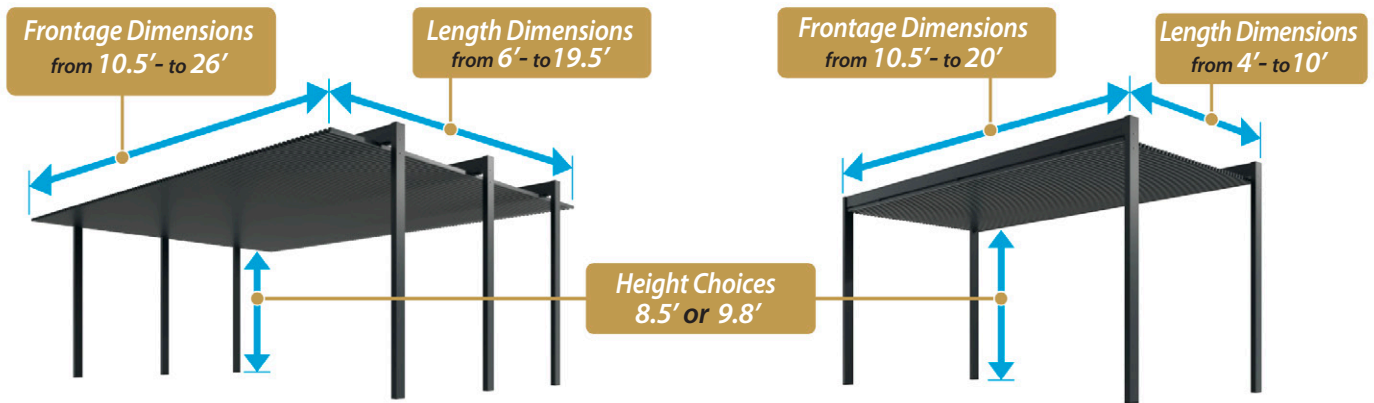 Frontage Dimensions
from 10.5’- to 26’
Length Dimensions
from 6’- to 19.5’
Frontage Dimensions
from 10.5’- to 20’
Length Dimensions
from 4’- to 10’
Height Choices
8.5’ or 9.8’